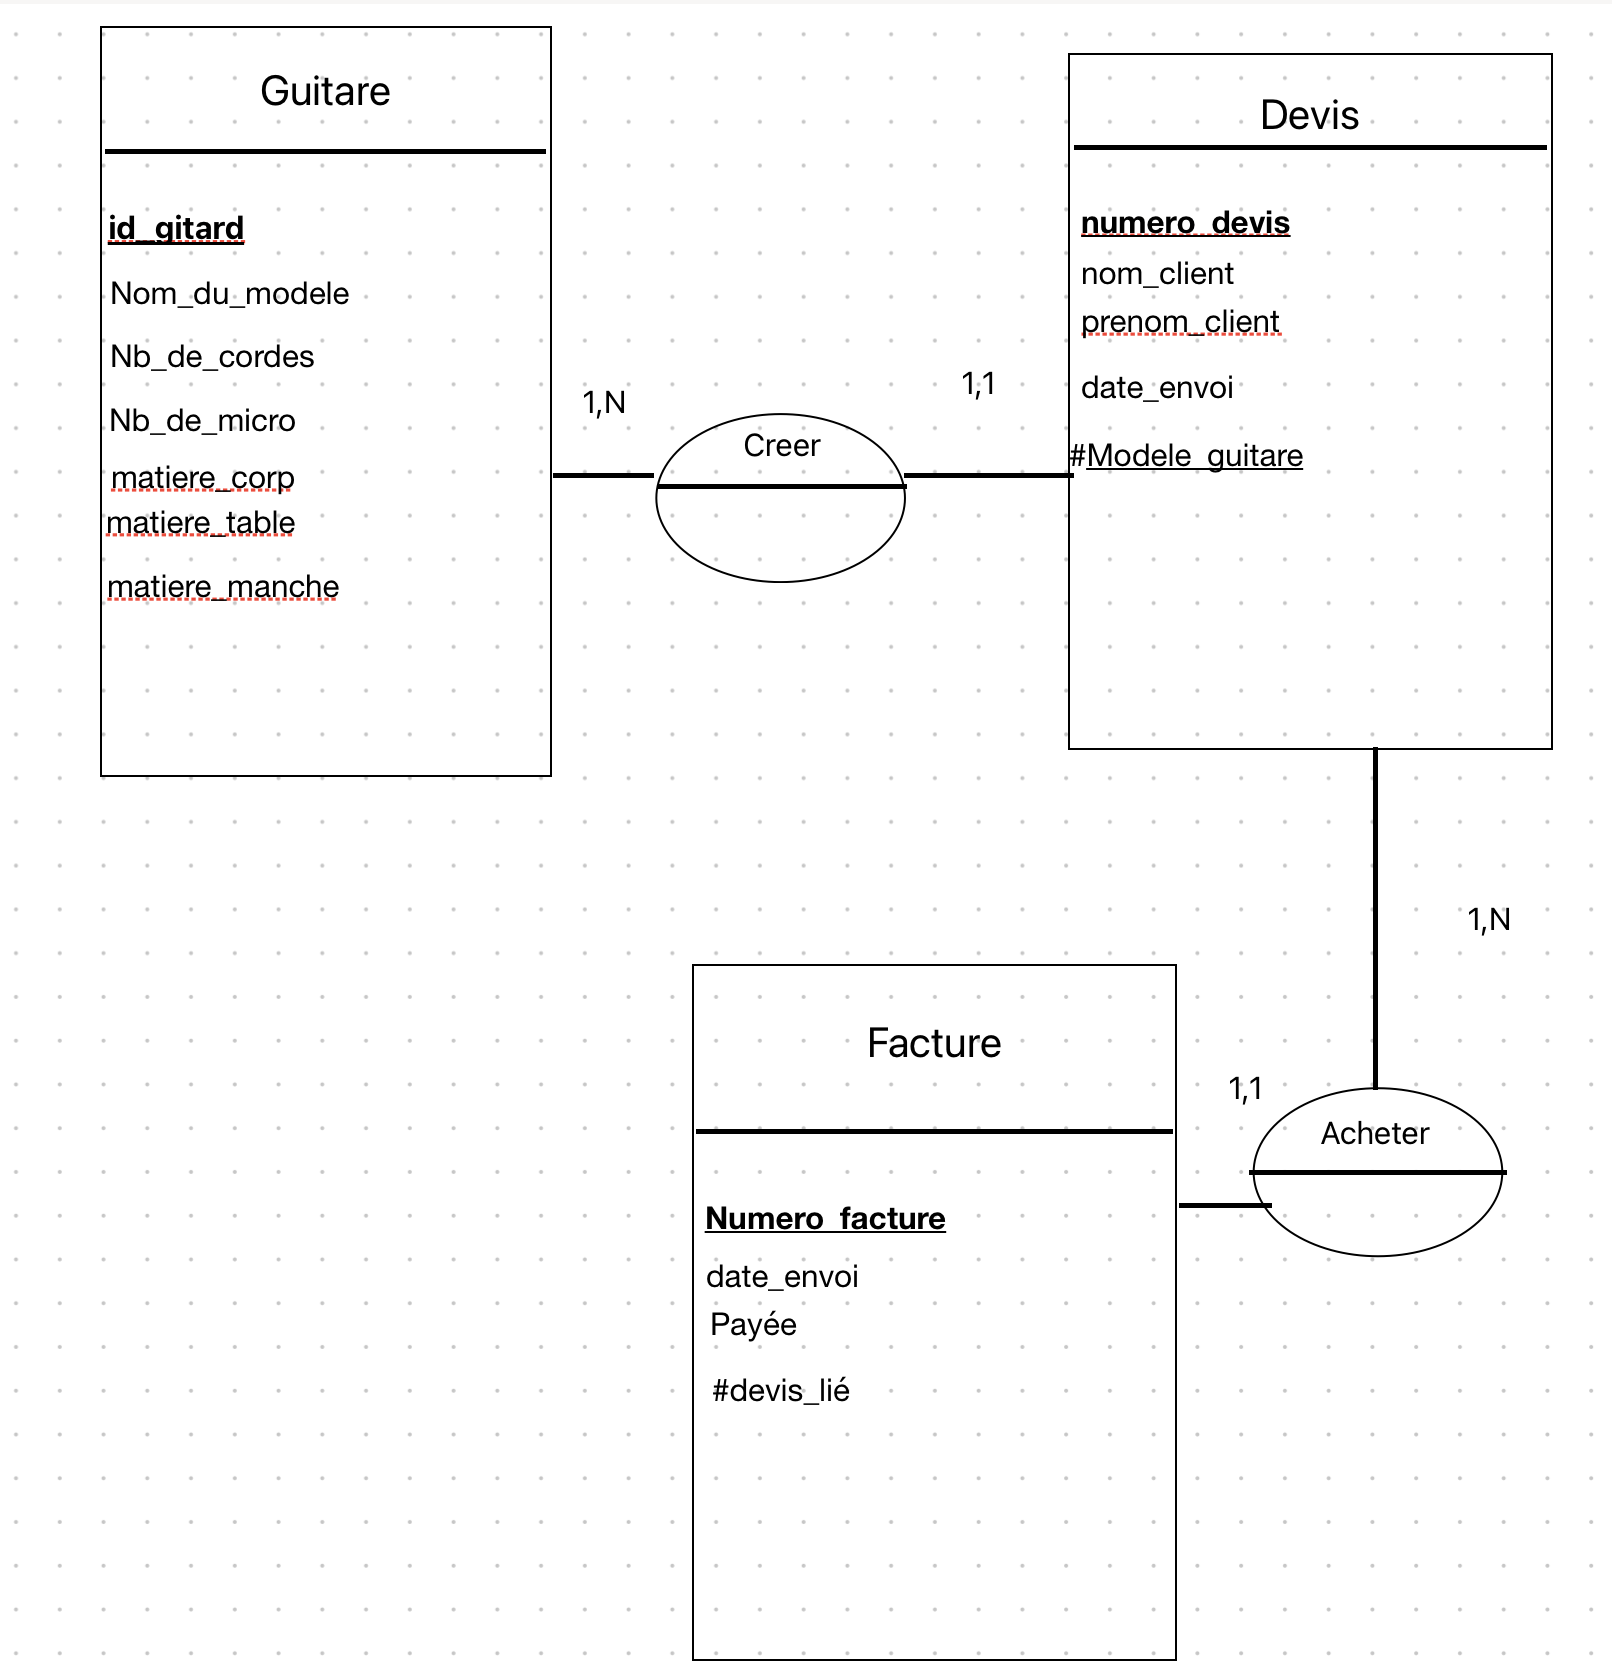 Guitare
id_gitard
Nom_du_modele
Nb_de_cordes
Nb_de_micro
matiere_corp
matiere_table
matiere_manche
1,N
Creer
1,1
Devis
numero_devis
nom_client
prenom_client
date_envoi
#Modele_guitare
1,N
Acheter
1,1
Facture
Numero_facture
date_envoi
Payée
#devis_lié